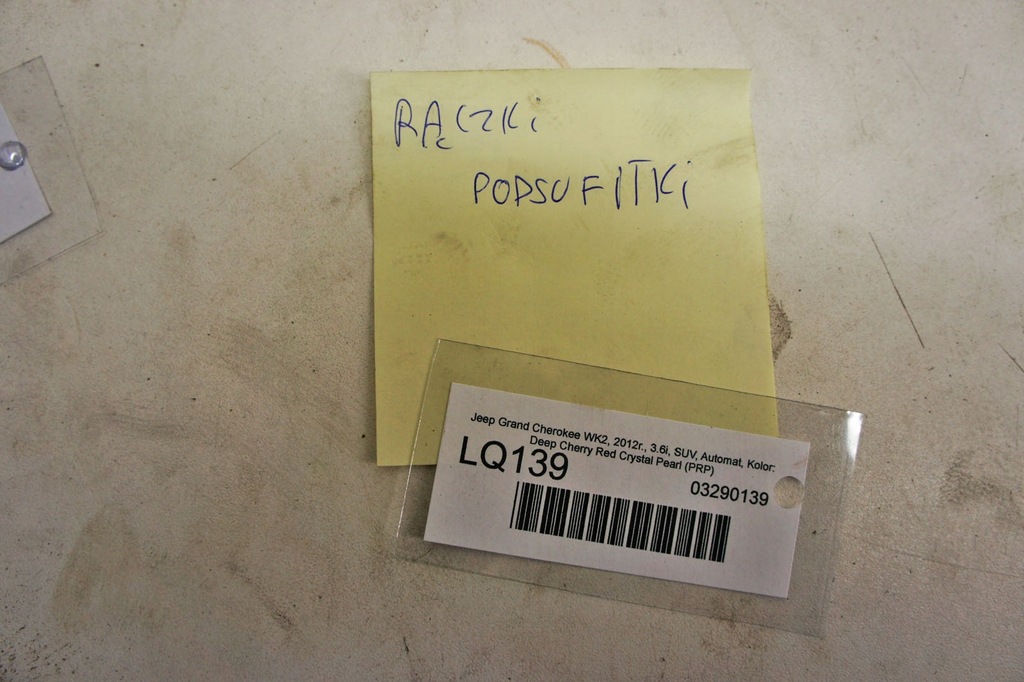 RĄCZKi
PODSUFITKi
Jeep Grand Cherokee WK2, 2012r., 3.6i, SUV, Automat, Kolor:
Deep Cherry Red Crystal Pearl (PRP)
LQ139
03290139